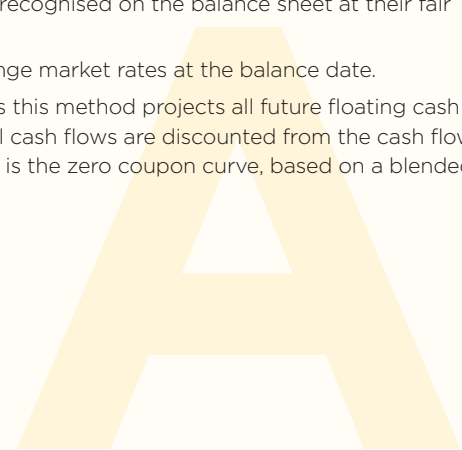 recognised on the balance sheet at their fair
nge market rates at the balance date.
s this method projects all future floating cash
l cash flows are discounted from the cash flow
is the zero coupon curve, based on a blended
A